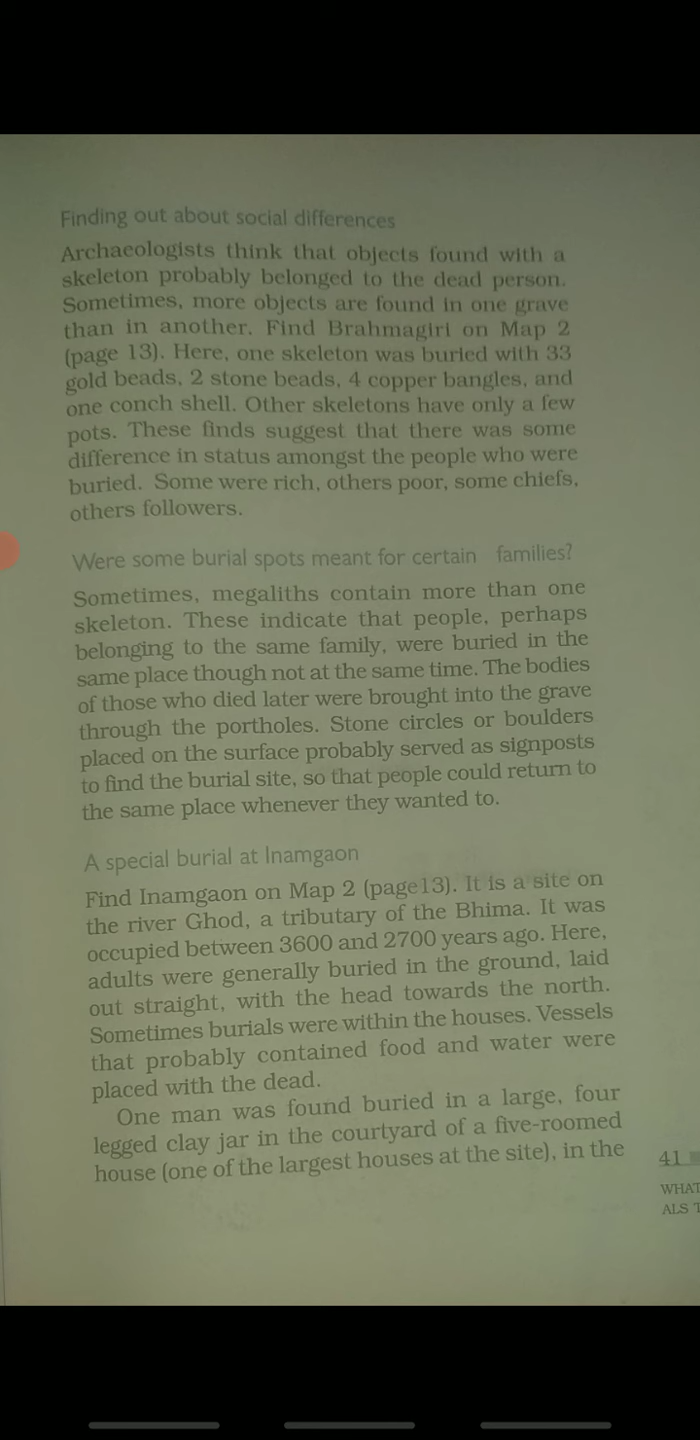 Finding out about social differences
Archaeologists think that objects found with a
skeleton probably belonged to the dead person.
Sometimes, more objects are found in one grave
than in another. Find Brahmagiri on Map 2
(page 13). Here, one skeleton was buried with 33
gold beads, 2 stone beads, 4 copper bangles, and
one conch shell. Other skeletons have only a few
pots. These finds suggest that there was some
difference in status amongst the people who were
buried. Some were rich, others poor, some chiefs,
others followers.
Were some burial spots meant for certain families?
Sometimes, megaliths contain more than one
skeleton. These indicate that people, perhaps
belonging to the same family, were buried in the
same place though not at the same time. The bodies
of those who died later were brought into the grave
through the portholes. Stone circles or boulders
placed on the surface probably served as signposts
to find the burial site, so that people could return to
the same place whenever they wanted to.
A special burial at Inamgaon
Find Inamgaon on Map 2 (page13). It is a site on
the river Ghod, a tributary of the Bhima. It was
occupied between 3600 and 2700 years ago. Here,
adults were generally buried in the ground, laid
out straight, with the head towards the north.
Sometimes burials were within the houses. Vessels
that probably contained food and water were
placed with the dead.
One man was found buried in a large, four
legged clay jar in the courtyard of a five-roomed
house (one of the largest houses at the site), in the
41
WHAT
ALS T